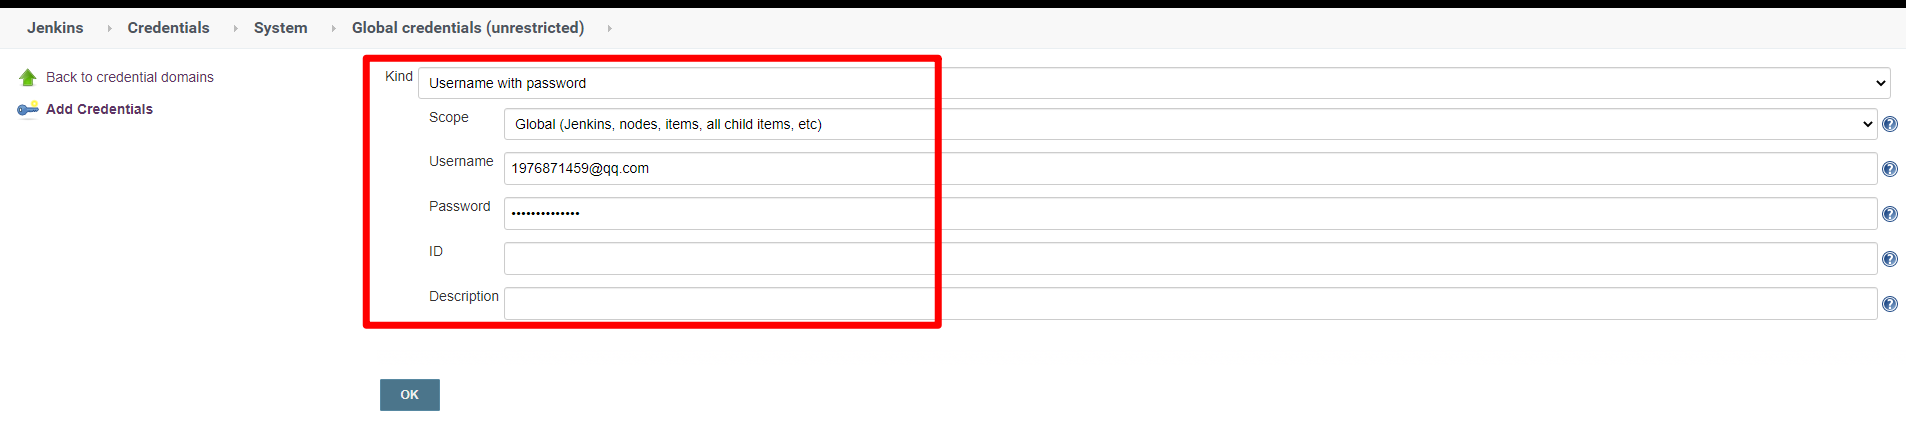 Jenkins Credentials System Global credentials (unrestricted)
Back to credential domains
Add Credentials
Kind Username with password
Scope Global (Jenkins, nodes, items, all child items, etc)
Username 1976871459@qq.com
Password ••••••••••••••
ID
Description
OK